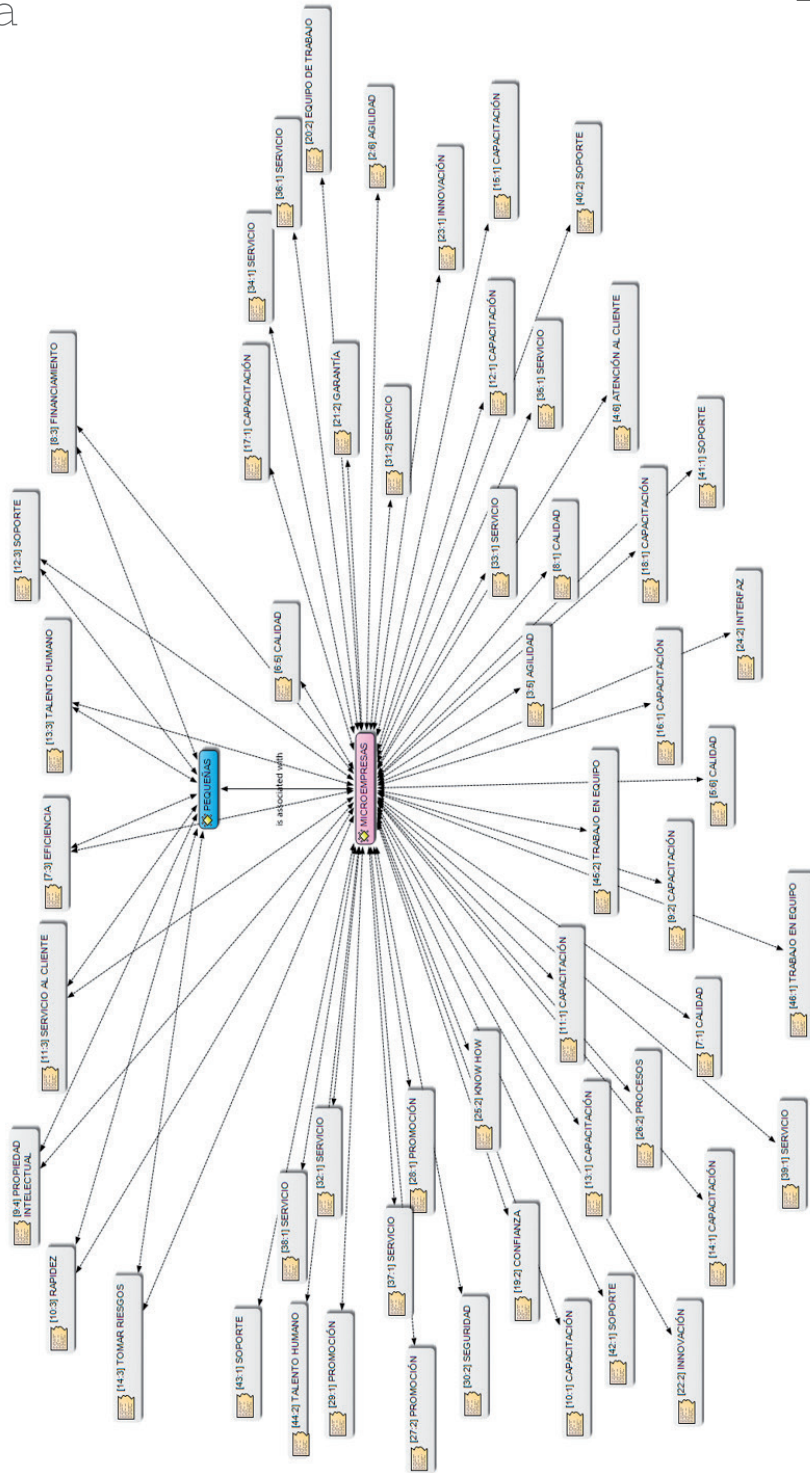 a
[9:4] PROPIEDAD
INTELECTUAL
[10:3] RAPIDEZ
[14:3] TOMAR RIESGOS
[11:3] SERVICIO AL CLIENTE
[7:3] EFICIENCIA
[13:3] TALENTO HUMANO
[12:3] SOPORTE
[8:3] FINANCIAMIENTO
PEQUEÑAS
is associated with
MICROEMPRESAS
[6:5] CALIDAD
[17:1] CAPACITACIÓN
[34:1] SERVICIO
[36:1] SERVICIO
[20:2] EQUIPO DE TRABAJO
[21:2] GARANTÍA
[2:6] AGILIDAD
[31:2] SERVICIO
[23:1] INNOVACIÓN
[15:1] CAPACITACIÓN
[12:1] CAPACITACIÓN
[40:2] SOPORTE
[35:1] SERVICIO
[4:6] ATENCIÓN AL CLIENTE
[33:1] SERVICIO
[8:1] CALIDAD
[41:1] SOPORTE
[18:1] CAPACITACIÓN
[3:5] AGILIDAD
[24:2] INTERFAZ
[16:1] CAPACITACIÓN
[6:6] CALIDAD
[45:2] TRABAJO EN EQUIPO
[9:2] CAPACITACIÓN
[46:1] TRABAJO EN EQUIPO
[11:1] CAPACITACIÓN
[7:1] CALIDAD
[26:2] PROCESOS
[39:1] SERVICIO
[25:2] KNOW HOW
[13:1] CAPACITACIÓN
[14:1] CAPACITACIÓN
[28:1] PROMOCIÓN
[19:2] CONFIANZA
[42:1] SOPORTE
[22:2] INNOVACIÓN
[10:1] CAPACITACIÓN
[32:1] SERVICIO
[38:1] SERVICIO
[37:1] SERVICIO
[30:2] SEGURIDAD
[27:2] PROMOCIÓN
[29:1] PROMOCIÓN
[44:2] TALENTO HUMANO
[43:1] SOPORTE